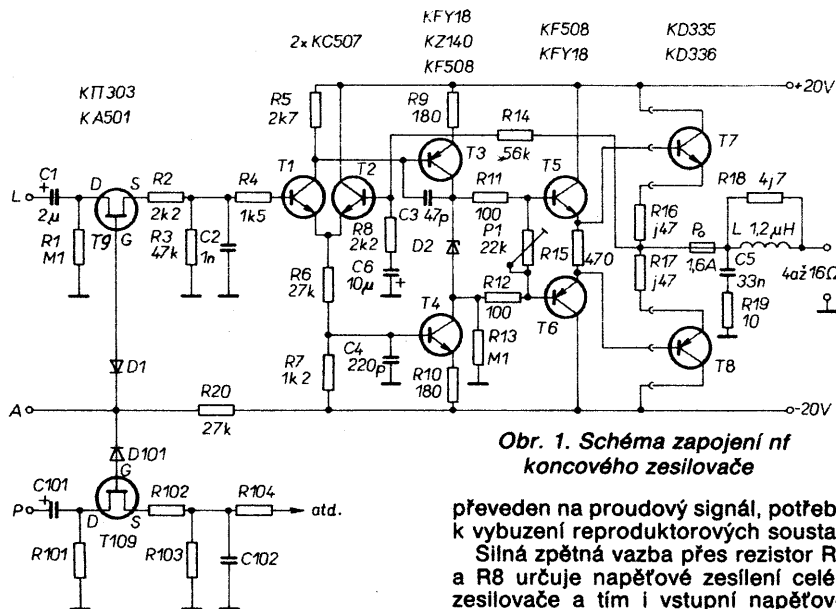 KFY18
KZ140
KF508
2xKC507
KF508
KFY18
KD335
KD336
КП303
KA501
+20V
R5
2k7
R9
180
R14
56k
T7
C1
2µ
D
S
R2
2k2
R4
1k5
T1
T2
T3
R11
100
T5
R18
4j7
L
+
R1
M1
T9
G
R3
47k
C2
1n
R8
2k2
C3
47p
D2
P1
22k
R15
470
R16
j47
Po
1,6A
L
1,2µH
C6
10µ
+
R12
100
R17
j47
C5
33n
4až16Ω
R6
27k
T4
T6
R19
10
D1
R7
1k2
C4
220p
R13
M1
R10
180
T8
A
R20
27k
-20V
D101
C101
G
R102
R104
P
+
D
S
atd.
R101
T109
R103
C102
Obr. 1. Schéma zapojení nf
koncového zesilovače
převeden na proudový signál, potřeb
k vybuzení reproduktorových sousta
Silná zpětná vazba přes rezistor R
a R8 určuje napěťové zesílení celé
zesilovače a tím i vstupní napěťov